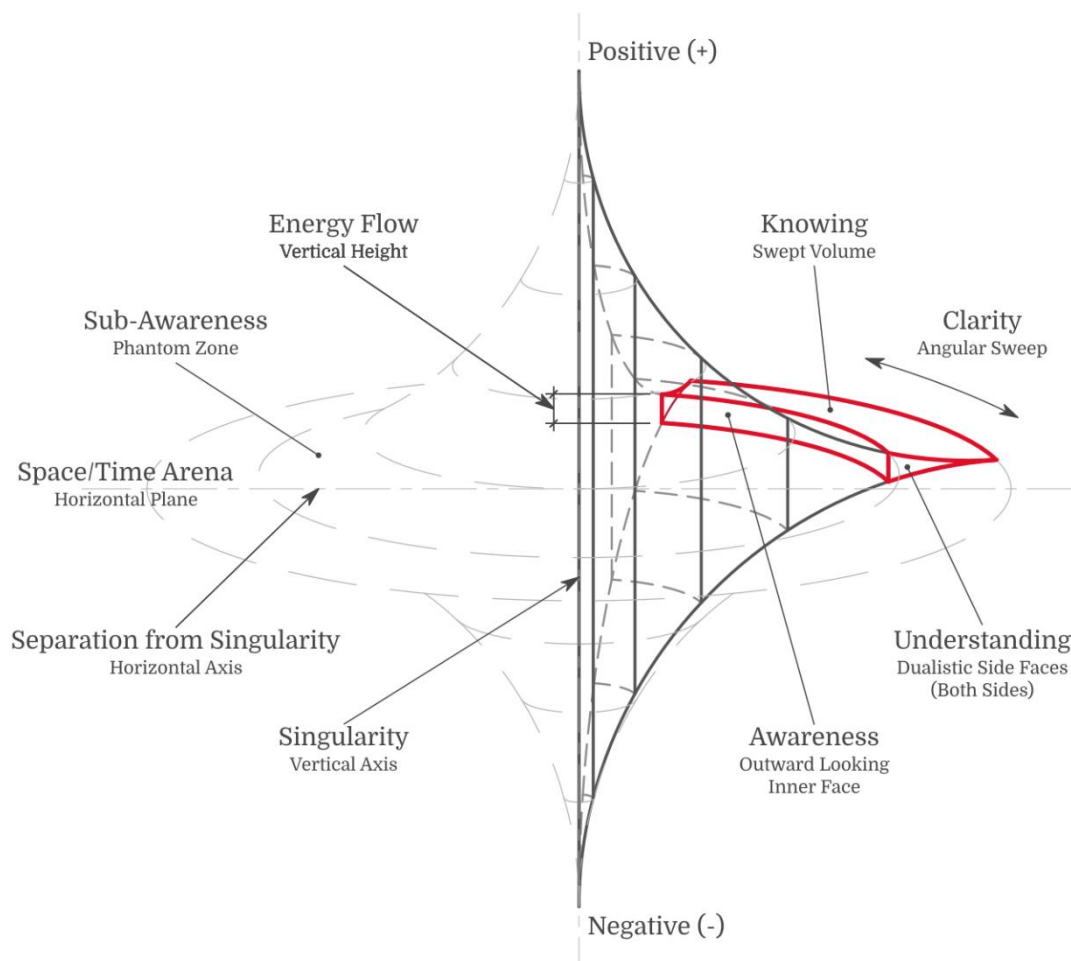 Positive (+)
Energy Flow
Vertical Height
Knowing
Swept Volume
Sub-Awareness
Phantom Zone
Clarity
Angular Sweep
Space/Time Arena
Horizontal Plane
Separation from Singularity
Horizontal Axis
Understanding
Dualistic Side Faces
(Both Sides)
Singularity
Vertical Axis
Awareness
Outward Looking
Inner Face
Negative (-)